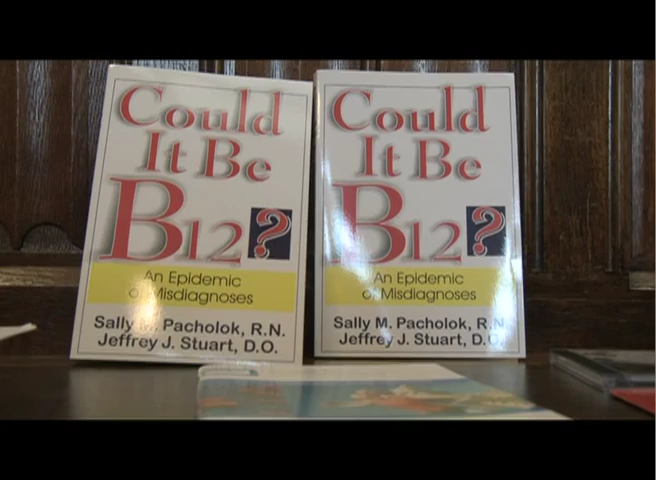 Could
It Be
B12?
An Epidemic
of Misdiagnoses
Sally M. Pacholok, R.N.
Jeffrey J. Stuart, D.O.
Could
It Be
B12?
An Epidemic
of Misdiagnoses
Sally M. Pacholok, R.N.
Jeffrey J. Stuart, D.O.